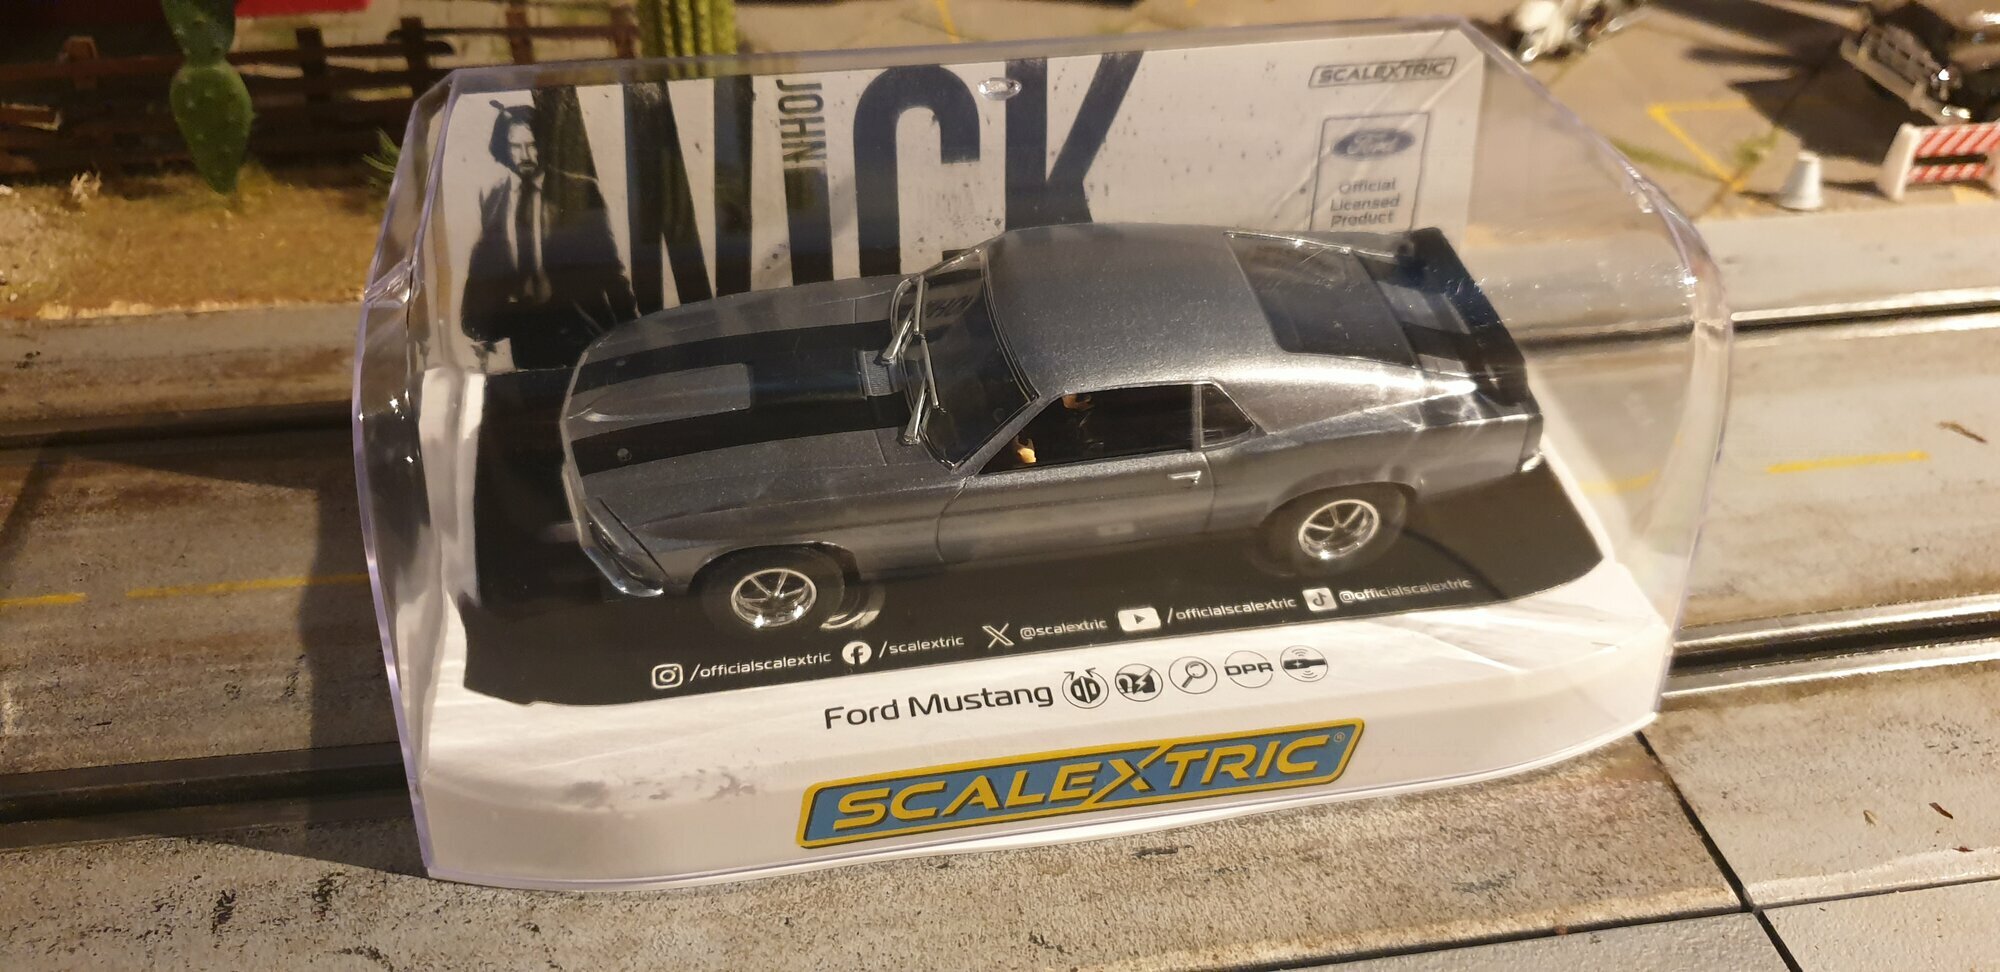 JOHN
WICK
SCALEXTRIC
Ford
Official
Licensed
Product
/officialscalextric /scalextric @scalextric /officialscalextric @officialscalextric
Ford Mustang DPR
SCALEXTRIC®